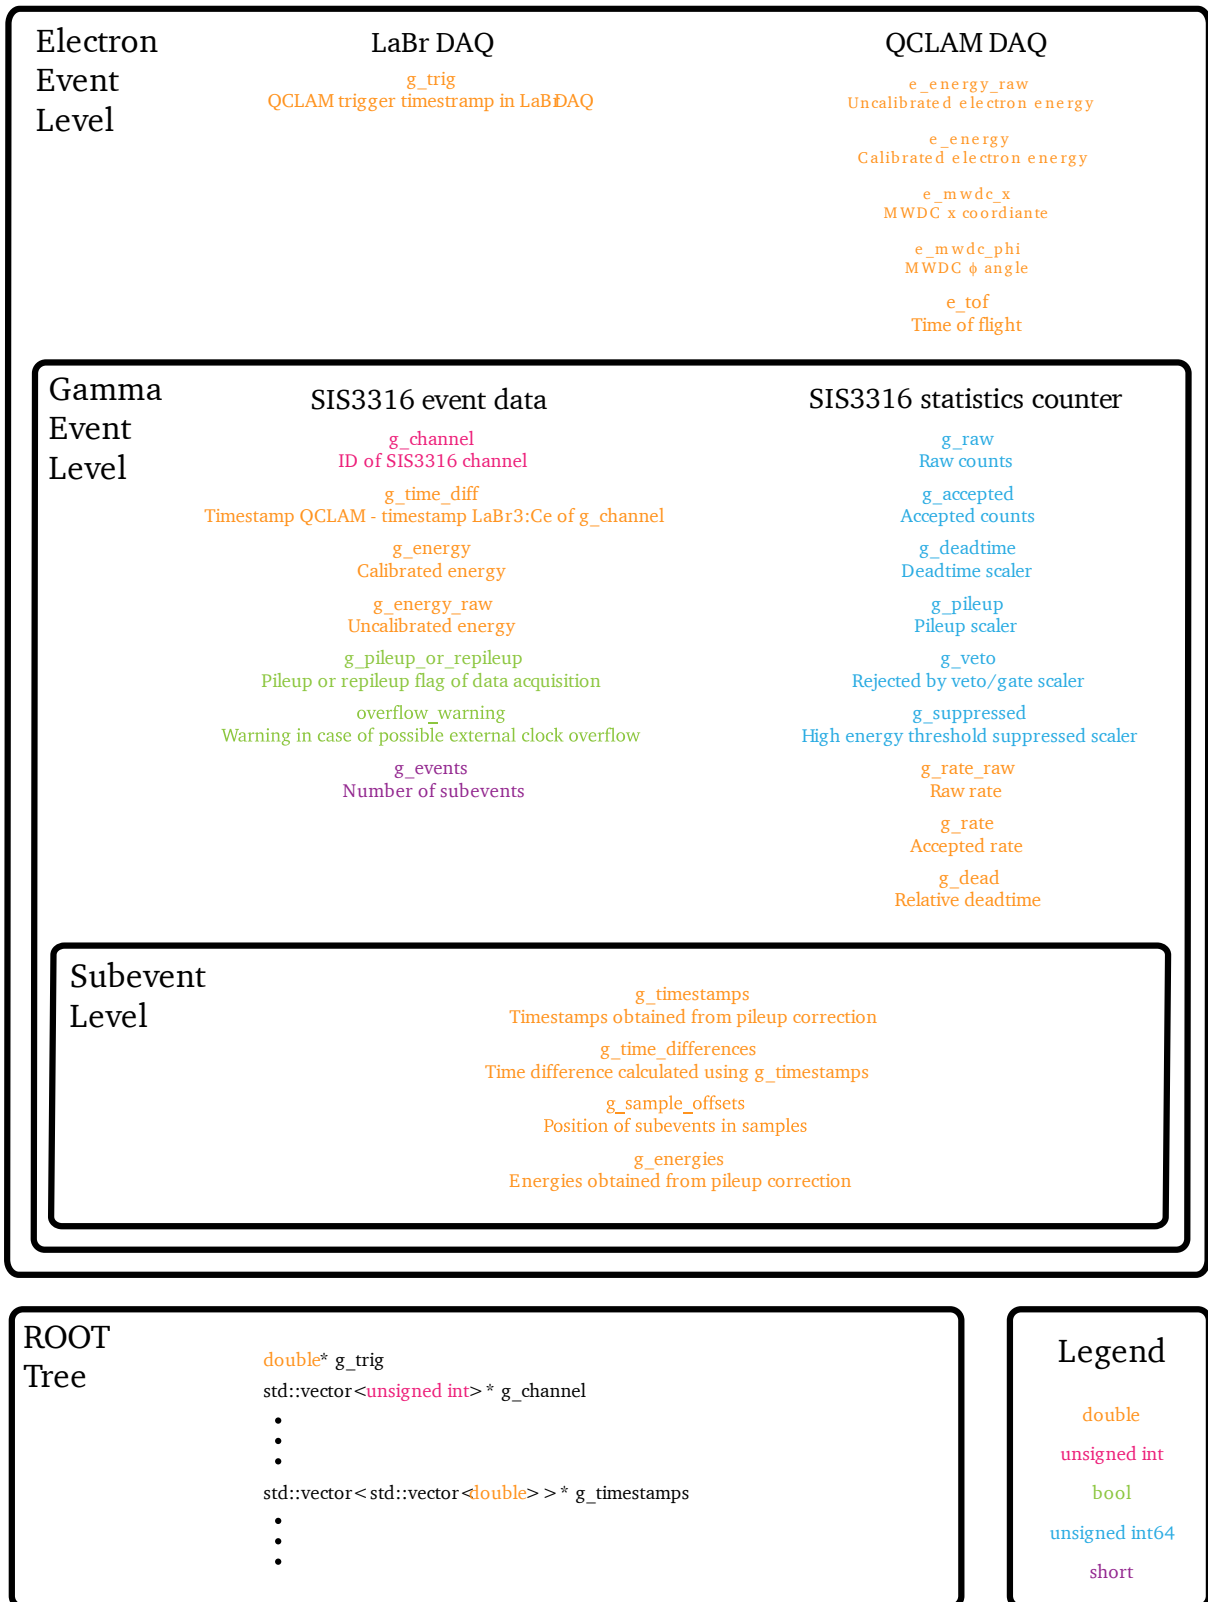 Electron
Event
Level
LaBr DAQ
g_trig
QCLAM trigger timestramp in LaBrDAQ
QCLAM DAQ
e_energy_raw
Uncalibrated electron energy
e_energy
Calibrated electron energy
e_mwdc_x
MWDC x coordiante
e_mwdc_phi
MWDC ϕ angle
e_tof
Time of flight
Gamma
Event
Level
SIS3316 event data
g_channel
ID of SIS3316 channel
g_time_diff
Timestamp QCLAM - timestamp LaBr3:Ce of g_channel
g_energy
Calibrated energy
g_energy_raw
Uncalibrated energy
g_pileup_or_repileup
Pileup or repileup flag of data acquisition
overflow_warning
Warning in case of possible external clock overflow
g_events
Number of subevents
SIS3316 statistics counter
g_raw
Raw counts
g_accepted
Accepted counts
g_deadtime
Deadtime scaler
g_pileup
Pileup scaler
g_veto
Rejected by veto/gate scaler
g_suppressed
High energy threshold suppressed scaler
g_rate_raw
Raw rate
g_rate
Accepted rate
g_dead
Relative deadtime
Subevent
Level
g_timestamps
Timestamps obtained from pileup correction
g_time_differences
Time difference calculated using g_timestamps
g_sample_offsets
Position of subevents in samples
g_energies
Energies obtained from pileup correction
ROOT
Tree
double* g_trig
std::vector<unsigned int>* g_channel
•
•
•
std::vector<std::vector<double>>* g_timestamps
•
•
•
Legend
double
unsigned int
bool
unsigned int64
short